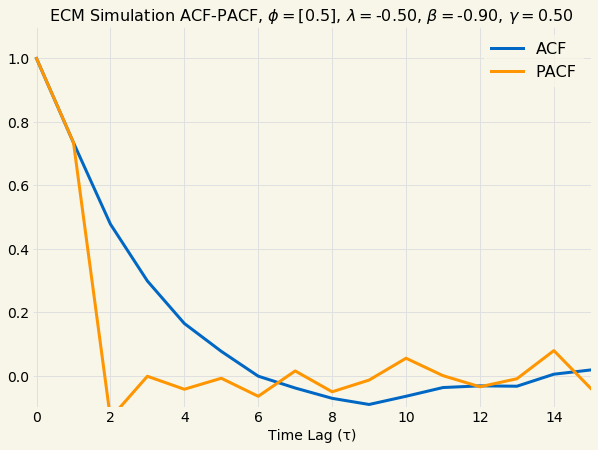 ECM Simulation ACF-PACF, ϕ = [0.5], λ = -0.50, β = -0.90, γ = 0.50
ACF
PACF
1.0
0.8
0.6
0.4
0.2
0.0
0 2 4 6 8 10 12 14
Time Lag (τ)